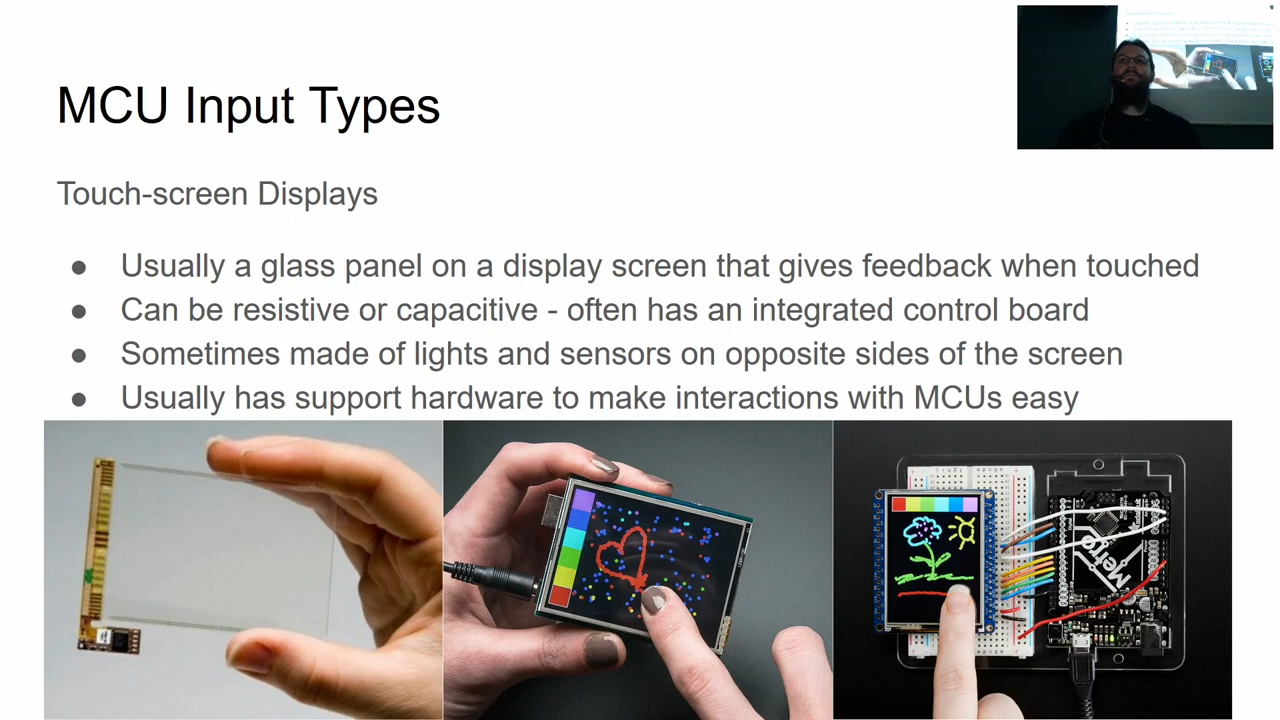 MCU Input Types
Touch-screen Displays
● Usually a glass panel on a display screen that gives feedback when touched
● Can be resistive or capacitive - often has an integrated control board
● Sometimes made of lights and sensors on opposite sides of the screen
● Usually has support hardware to make interactions with MCUs easy
Metro